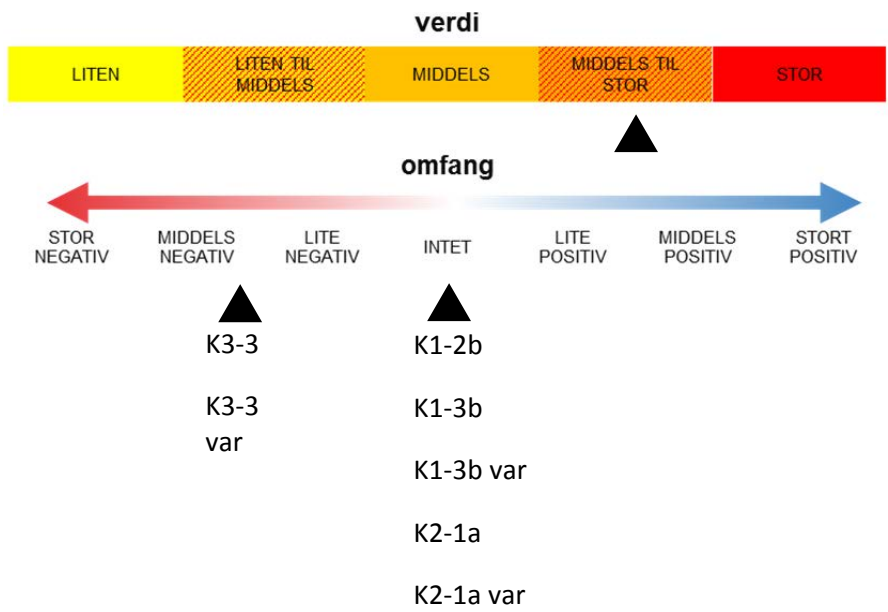 verdi
LITEN
LITEN TIL
MIDDELS
MIDDELS
MIDDELS TIL
STOR
STOR
omfang
STOR
NEGATIV
MIDDELS
NEGATIV
LITE
NEGATIV
INTET
LITE
POSITIV
MIDDELS
POSITIV
STORT
POSITIV
K3-3
K3-3
var
K1-2b
K1-3b
K1-3b var
K2-1a
K2-1a var